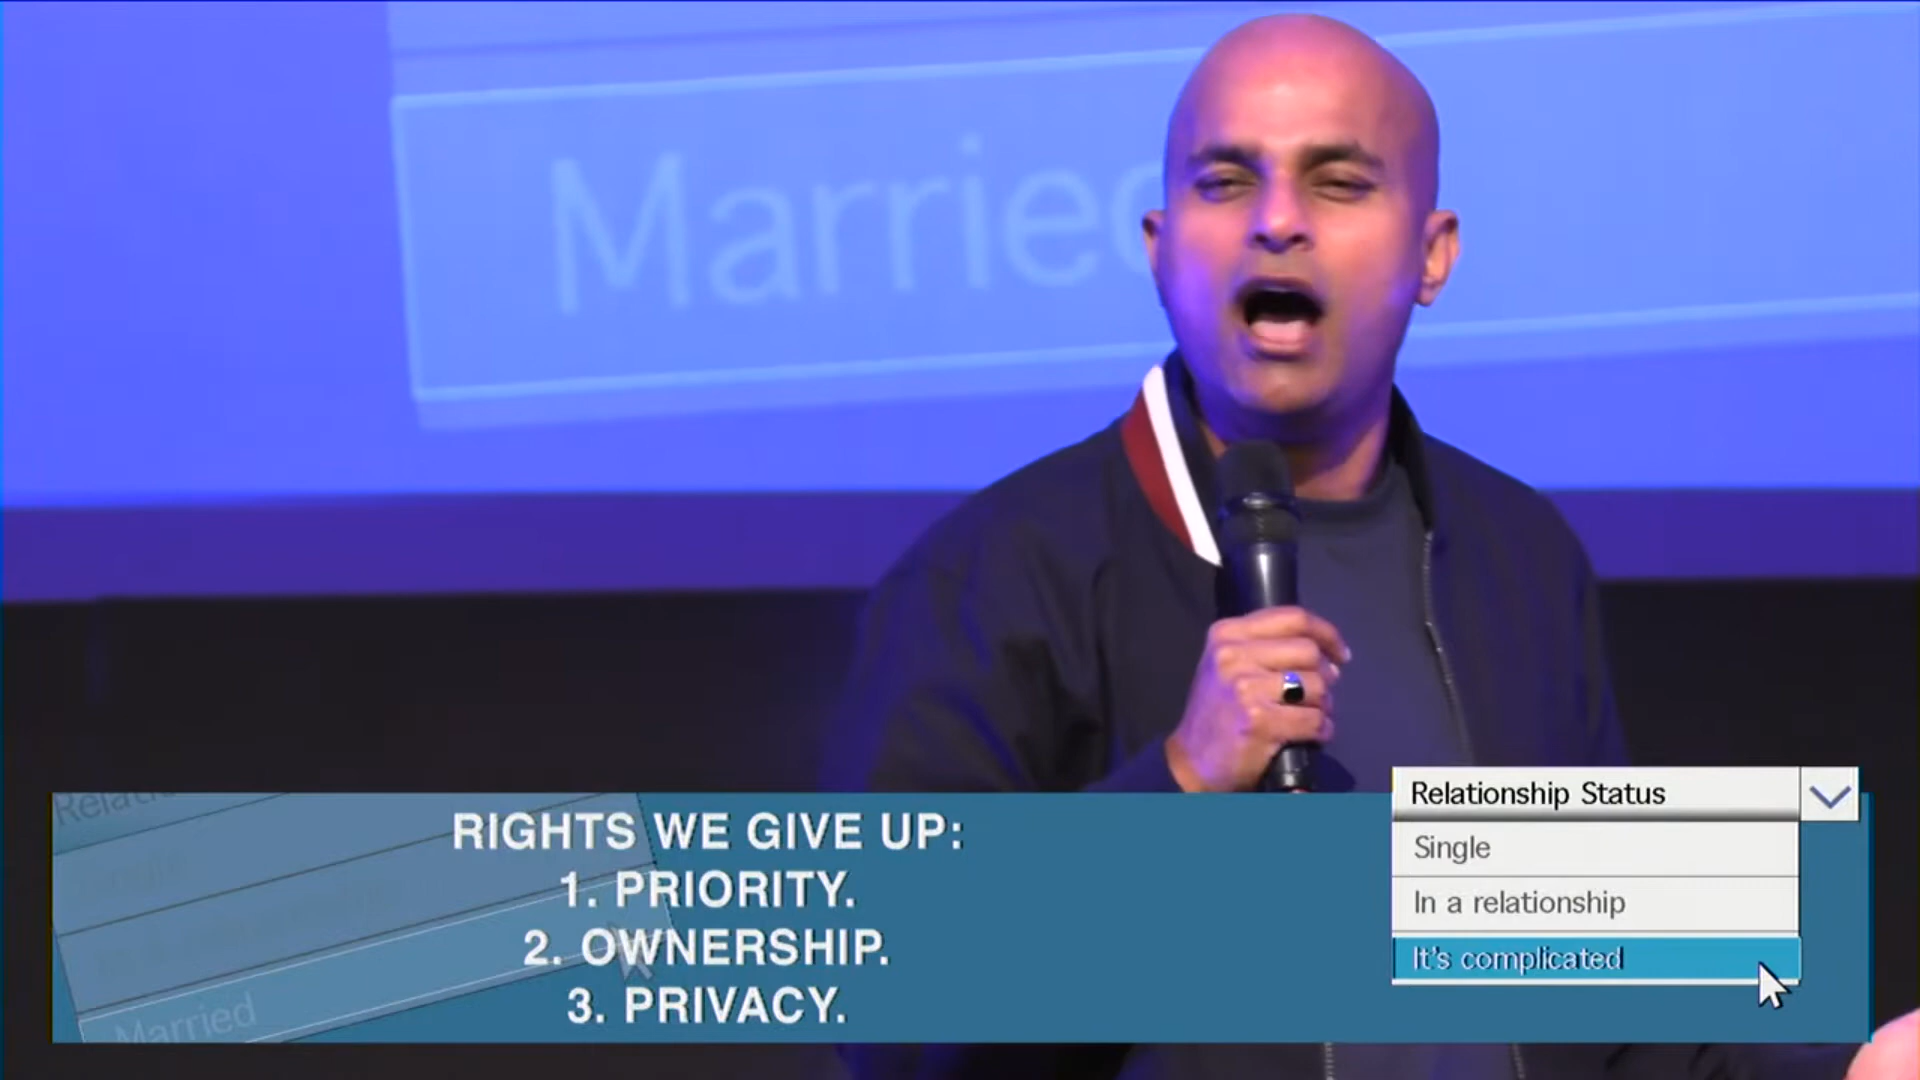 Married
Relati
RIGHTS WE GIVE UP:
1. PRIORITY.
2. OWNERSHIP.
3. PRIVACY.
Married
Relationship Status
Single
In a relationship
It's complicated